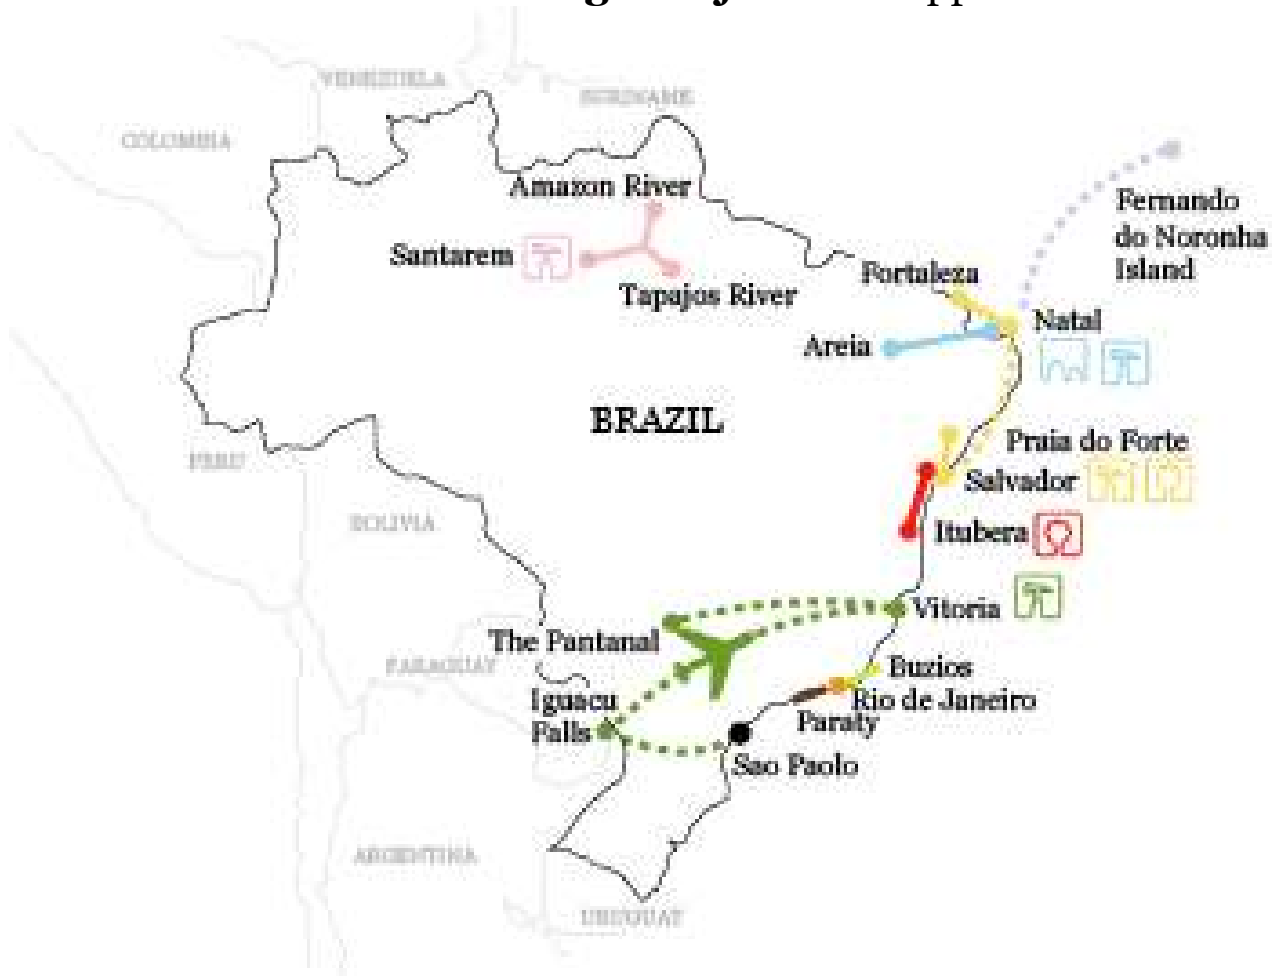 VENEZUELA
SURINAME
COLOMBIA
Amazon River
Fernando
do Noronha
Island
Santarem
Fortaleza
Tapajos River
Natal
Areia
BRAZIL
Praia do Forte
PERU
Salvador
BOLIVIA
Itubera
Vitoria
The Pantanal
PARAGUAY
Buzios
Iguacu
Falls
Rio de Janeiro
Paraty
Sao Paolo
ARGENTINA
URUGUAY